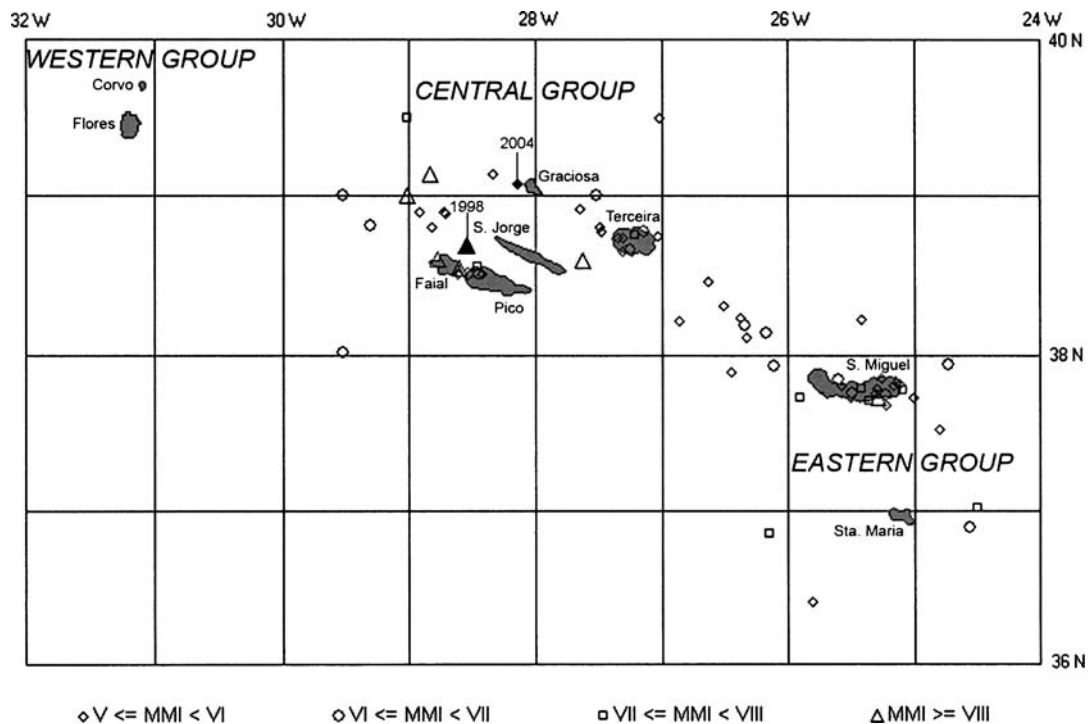 32 W
30 W
28 W
26 W
24 W
40 N
WESTERN GROUP
Corvo
CENTRAL GROUP
Flores
2004
Graciosa
1998
S. Jorge
Terceira
Faial
Pico
38 N
S. Miguel
EASTERN GROUP
Sta. Maria
36 N
V <= MMI < VI
VI <= MMI < VII
VII <= MMI < VIII
MMI >= VIII